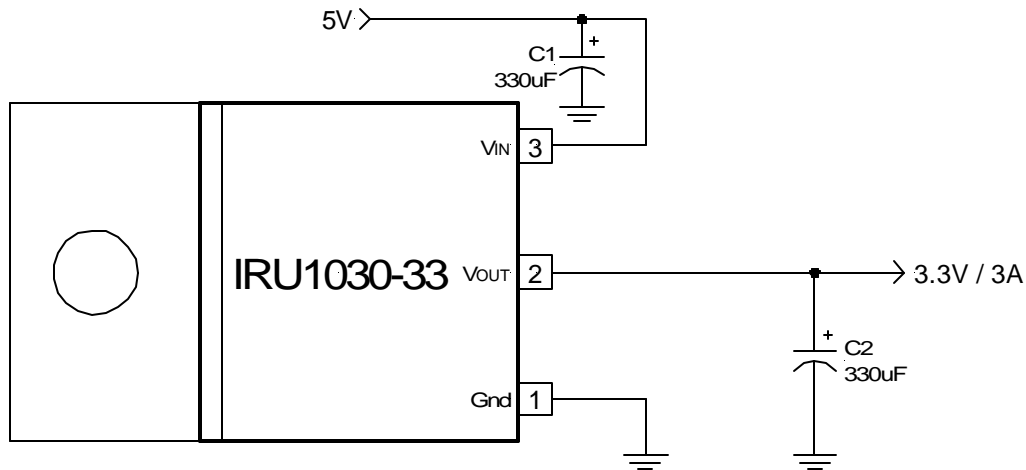 5V
C1
330uF
+
VIN
3
IRU1030-33
VOUT
2
3.3V / 3A
+
C2
330uF
Gnd
1